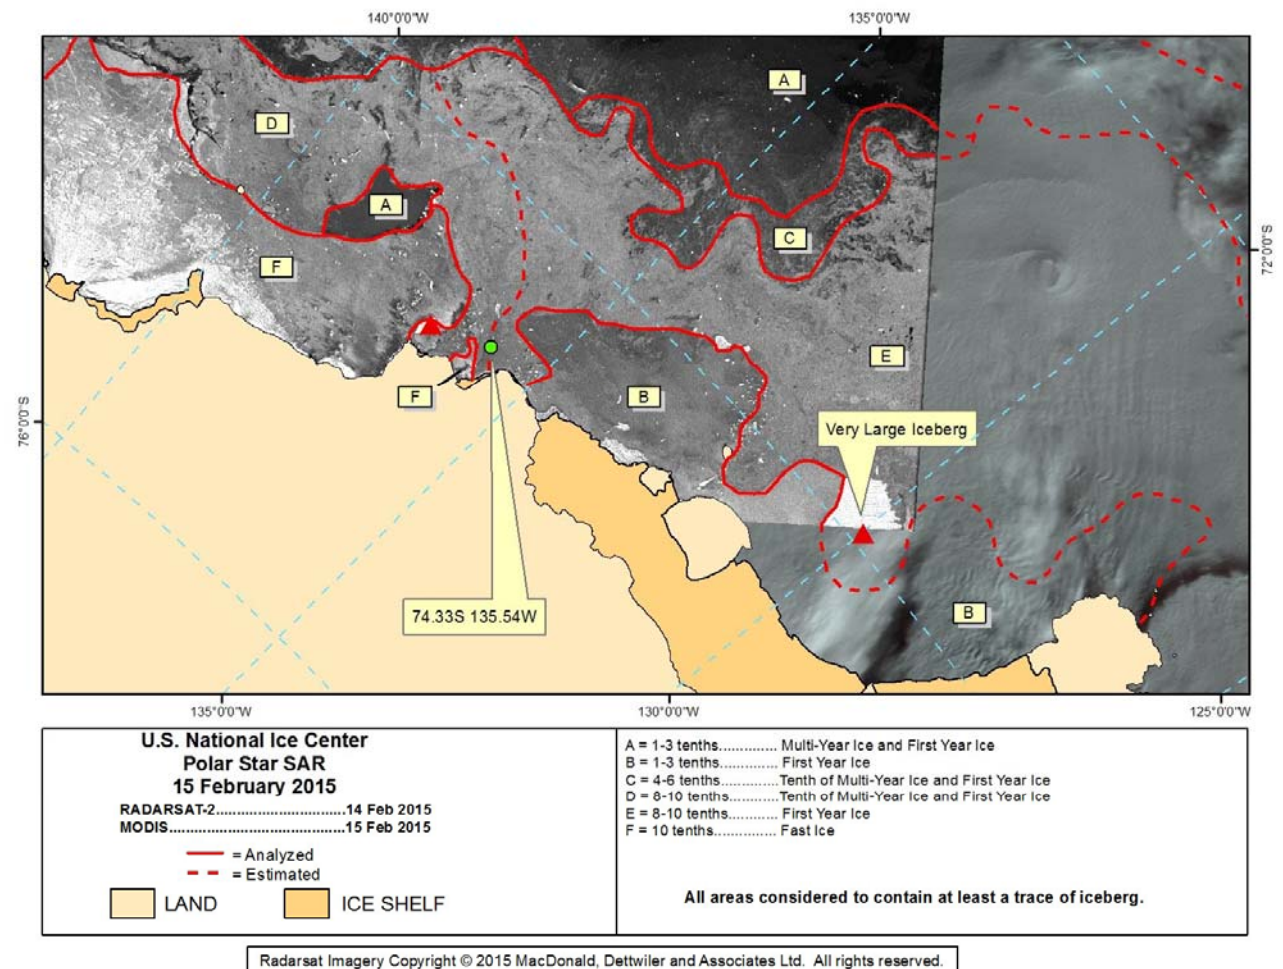 140°0'0"W
135°0'0"W
A
D
A
C
F
72°0'0"S
E
F
B
76°0'0"S
Very Large Iceberg
74.33S 135.54W
B
135°0'0"W
130°0'0"W
125°0'0"W
U.S. National Ice Center
Polar Star SAR
15 February 2015
RADARSAT-2......................................14 Feb 2015
MODIS..........................................15 Feb 2015
= Analyzed
= Estimated
LAND
ICE SHELF
A = 1-3 tenths.............. Multi-Year Ice and First Year Ice
B = 1-3 tenths.............. First Year Ice
C = 4-6 tenths............Tenth of Multi-Year Ice and First Year Ice
D = 8-10 tenths............Tenth of Multi-Year Ice and First Year Ice
E = 8-10 tenths............ First Year Ice
F = 10 tenths............... Fast Ice
All areas considered to contain at least a trace of iceberg.
Radarsat Imagery Copyright © 2015 MacDonald, Dettwiler and Associates Ltd. All rights reserved.